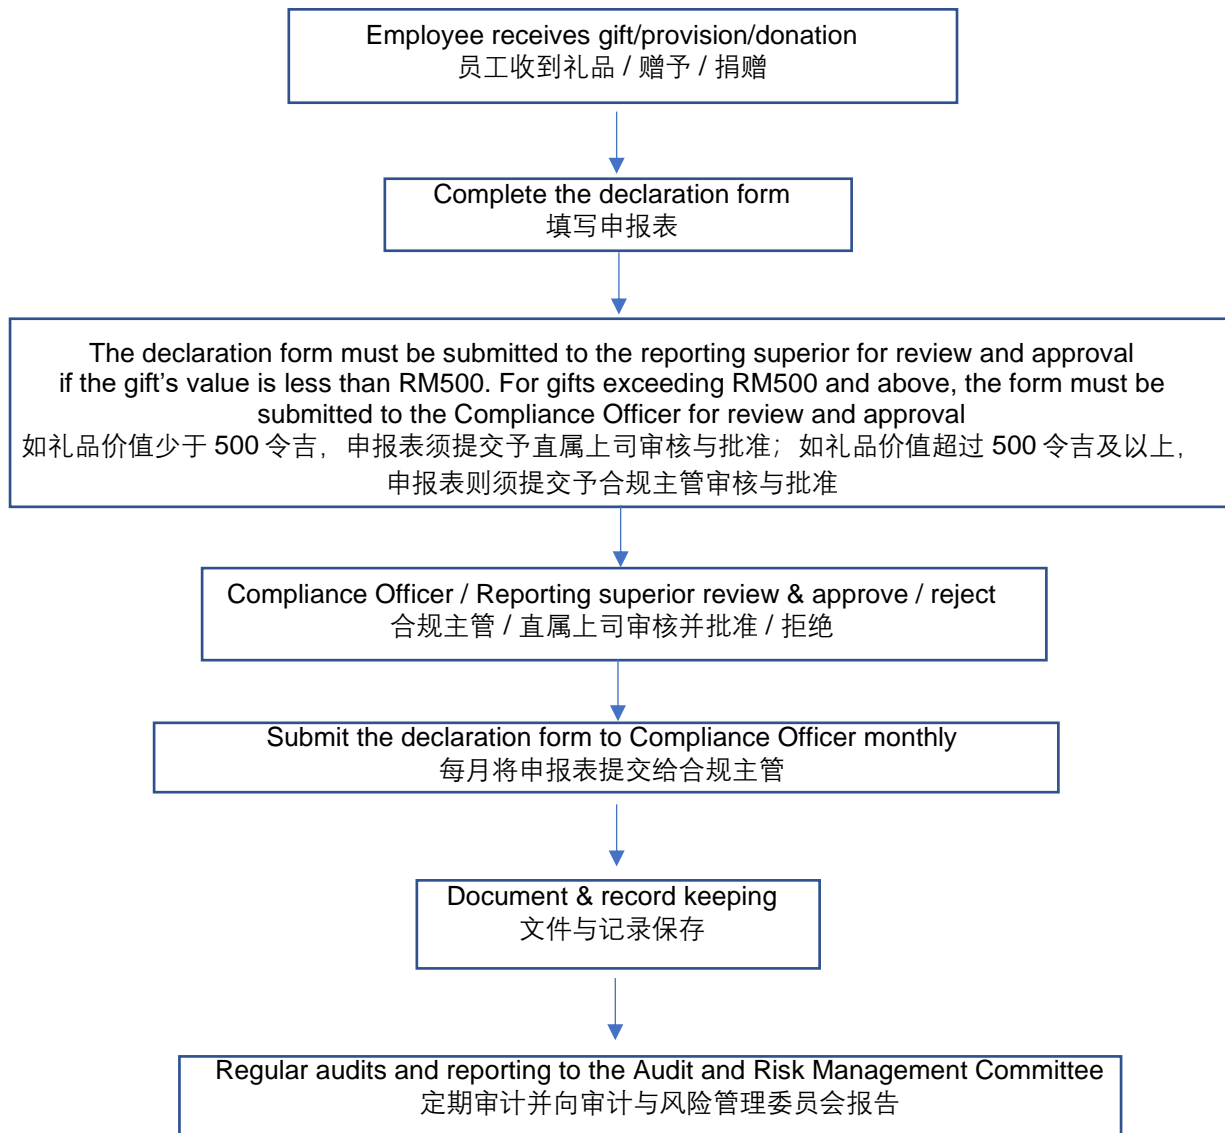 Employee receives gift/provision/donation
员工收到礼品 / 赠予 / 捐赠
Complete the declaration form
填写申报表
The declaration form must be submitted to the reporting superior for review and approval
if the gift’s value is less than RM500. For gifts exceeding RM500 and above, the form must be
submitted to the Compliance Officer for review and approval
如礼品价值少于 500 令吉，申报表须提交予直属上司审核与批准；如礼品价值超过 500 令吉及以上，
申报表则须提交予合规主管审核与批准
Compliance Officer / Reporting superior review & approve / reject
合规主管 / 直属上司审核并批准 / 拒绝
Submit the declaration form to Compliance Officer monthly
每月将申报表提交给合规主管
Document & record keeping
文件与记录保存
Regular audits and reporting to the Audit and Risk Management Committee
定期审计并向审计与风险管理委员会报告